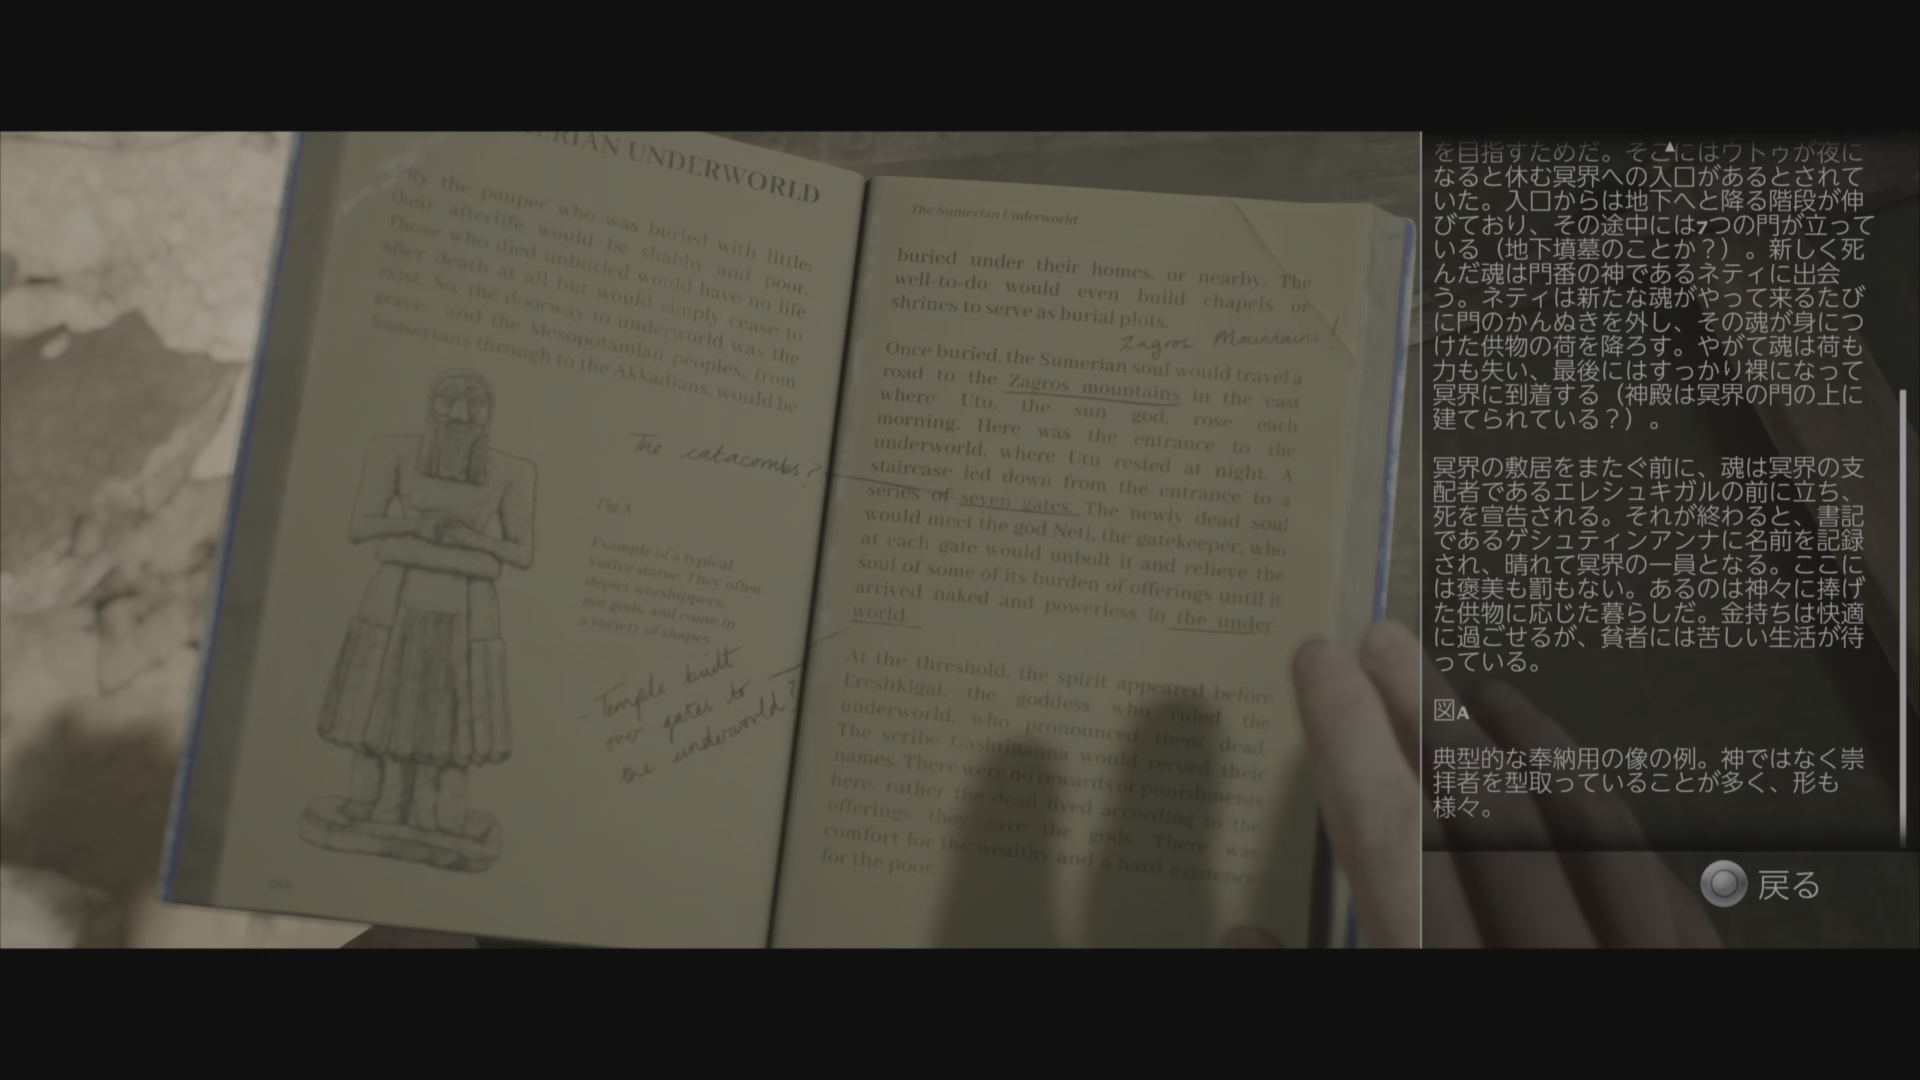 SUMERIAN UNDERWORLD
Pity the pauper who was buried with little;
their afterlife would be shabby and poor.
Those who died unburied would have no life
after death at all but would simply cease to
exist. So, the doorway to underworld was the
grave, and the Mesopotamian peoples, from
Sumerians through to the Akkadians, would be
The catacombs?
Fig A
Example of a typical
Votive statue. They often
depict worshippers,
not gods, and come in
a variety of shapes
- Temple built
over gates to
the underworld?
The Sumerian Underworld
buried under their homes, or nearby. The
well-to-do would even build chapels or
shrines to serve as burial plots.
Zagros Mountains!
Once buried, the Sumerian soul would travel a
road to the Zagros mountains in the east
where Utu, the sun god, rose each
morning. Here was the entrance to the
underworld, where Utu rested at night. A
staircase led down from the entrance to a
series of seven gates. The newly dead soul
would meet the god Neti, the gatekeeper, who
at each gate would unbolt it and relieve the
soul of some of its burden of offerings until it
arrived naked and powerless in the under-
world.
At the threshold, the spirit appeared before
Ereshkigal, the goddess who ruled the
underworld, who pronounced them dead.
The scribe Gashtinanna would record their
names. There were no rewards or punishments
here, rather the dead lived according to the
offerings they gave the gods. There was
comfort for the wealthy and a hard existence
for the poor.
を目指すためだ。そこにはウトゥが夜に
なると休む冥界への入口があるとされて
いた。入口からは地下へと降る階段が伸
びており、その途中には7つの門が立って
いる（地下墳墓のことか？）。新しく死
んだ魂は門番の神であるネティに出会
う。ネティは新たな魂がやって来るたび
に門のかんぬきを外し、その魂が身につ
けた供物の荷を降ろす。やがて魂は荷も
力も失い、最後にはすっかり裸になって
冥界に到着する（神殿は冥界の門の上に
建てられている？）。
冥界の敷居をまたぐ前に、魂は冥界の支
配者であるエレシュキガルの前に立ち、
死を宣告される。それが終わると、書記
であるゲシュティンアンナに名前を記録
され、晴れて冥界の一員となる。ここに
は褒美も罰もない。あるのは神々に捧げ
た供物に応じた暮らしだ。金持ちは快適
に過ごせるが、貧者には苦しい生活が待
っている。
図A
典型的な奉納用の像の例。神ではなく崇
拝者を型取っていることが多く、形も
様々。
戻る